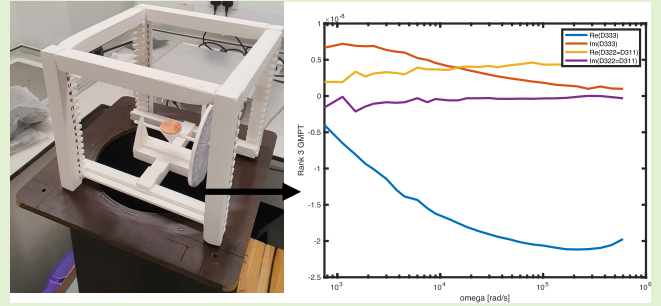 ×10⁻⁸
1
0.5
0
-0.5
-1
-1.5
-2
-2.5
Rank 3 GMPT
Re(D333)
Im(D333)
Re(D322=D311)
Im(D322=D311)
10³
10⁴
10⁵
10⁶
omega [rad/s]